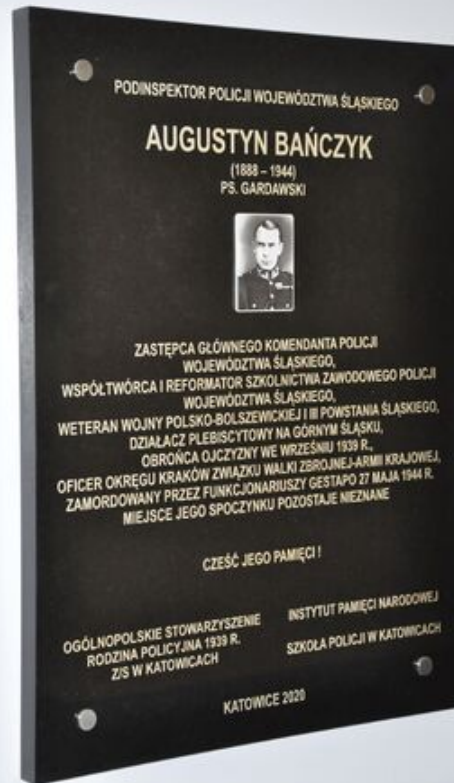 PODINSPEKTOR POLICJI WOJEWÓDZTWA ŚLĄSKIEGO
AUGUSTYN BAŃCZYK
(1888 – 1944)
PS. GARDAWSKI
ZASTĘPCA GŁÓWNEGO KOMENDANTA POLICJI
WOJEWÓDZTWA ŚLĄSKIEGO,
WSPÓŁTWÓRCA I REFORMATOR SZKOLNICTWA ZAWODOWEGO POLICJI
WOJEWÓDZTWA ŚLĄSKIEGO,
WETERAN WOJNY POLSKO-BOLSZEWICKIEJ I III POWSTANIA ŚLĄSKIEGO,
DZIAŁACZ PLEBISCYTOWY NA GÓRNYM ŚLĄSKU,
OBROŃCA OJCZYZNY WE WRZEŚNIU 1939 R.,
OFICER OKRĘGU KRAKÓW ZWIĄZKU WALKI ZBROJNEJ-ARMII KRAJOWEJ,
ZAMORDOWANY PRZEZ FUNKCJONARIUSZY GESTAPO 27 MAJA 1944 R.
MIEJSCE JEGO SPOCZYNKU POZOSTAJE NIEZNANE
CZEŚĆ JEGO PAMIĘCI !
OGÓLNOPOLSKIE STOWARZYSZENIE
RODZINA POLICYJNA 1939 R.
Z/S W KATOWICACH
INSTYTUT PAMIĘCI NARODOWEJ
SZKOŁA POLICJI W KATOWICACH
KATOWICE 2020